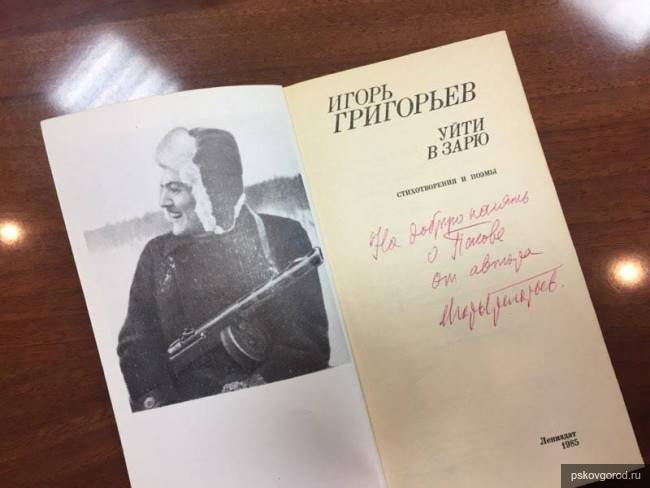 ИГОРЬ
ГРИГОРЬЕВ
УЙТИ
В ЗАРЮ
СТИХОТВОРЕНИЯ И ПОЭМЫ
На добрую память
о Пскове
от автора
Игорь Григорьев.
Лениздат
1985
pskovgorod.ru